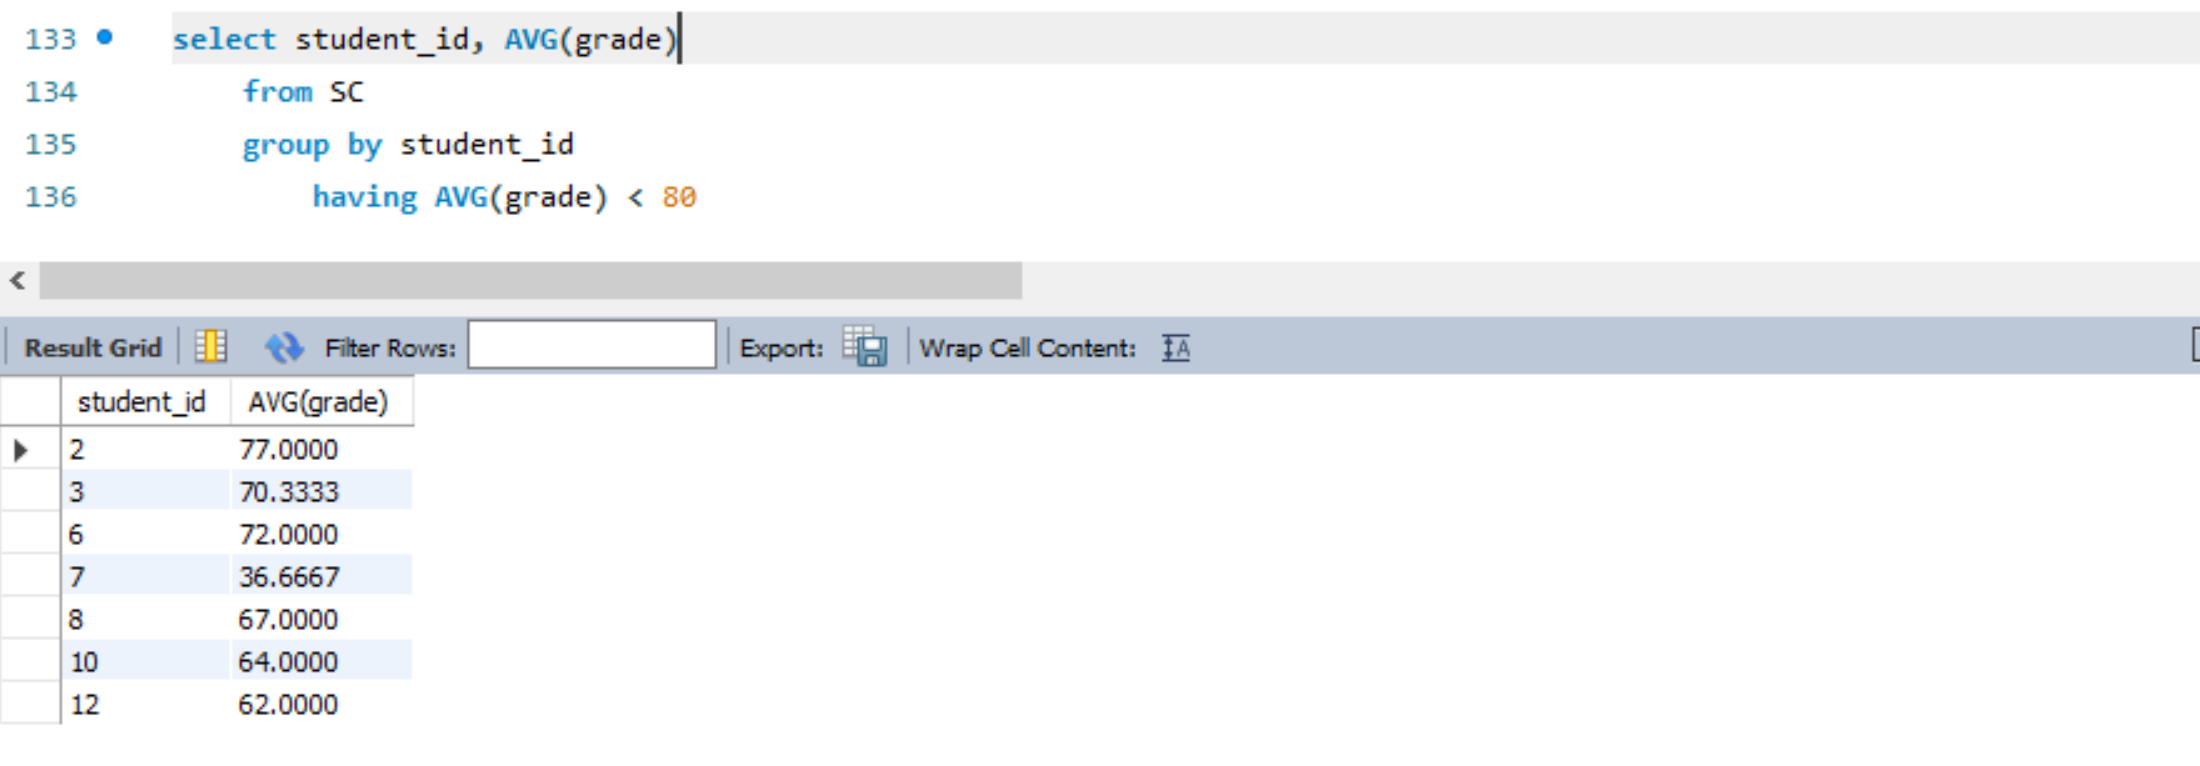 133 select student_id, AVG(grade)
134 from SC
135 group by student_id
136 having AVG(grade) < 80
Result Grid Filter Rows: Export: Wrap Cell Content: IA
student_id AVG(grade)
2 77.0000
3 70.3333
6 72.0000
7 36.6667
8 67.0000
10 64.0000
12 62.0000